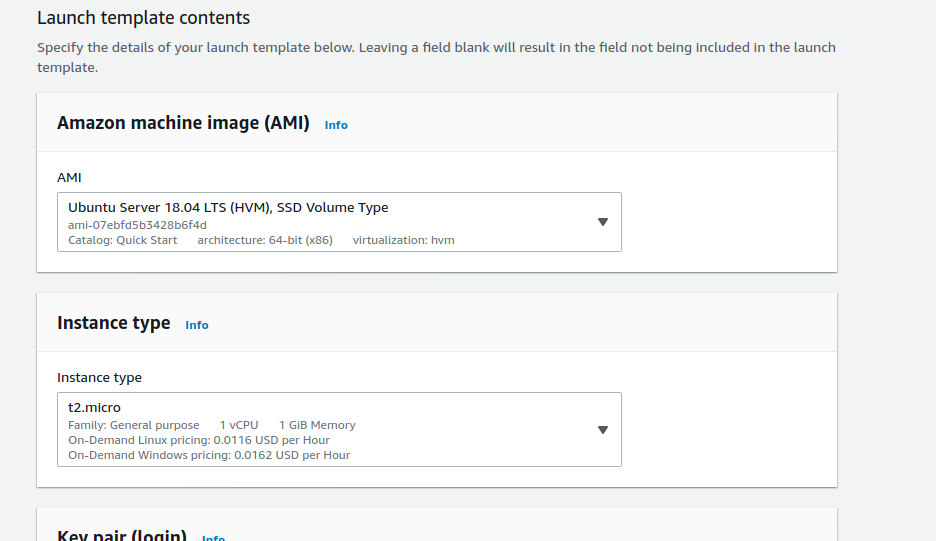 Launch template contents
Specify the details of your launch template below. Leaving a field blank will result in the field not being included in the launch
template.
Amazon machine image (AMI) Info
AMI
Ubuntu Server 18.04 LTS (HVM), SSD Volume Type
ami-07ebfd5b3428b6f4d
Catalog: Quick Start architecture: 64-bit (x86) virtualization: hvm
Instance type Info
Instance type
t2.micro
Family: General purpose 1 vCPU 1 GiB Memory
On-Demand Linux pricing: 0.0116 USD per Hour
On-Demand Windows pricing: 0.0162 USD per Hour
Key pair (login) Info